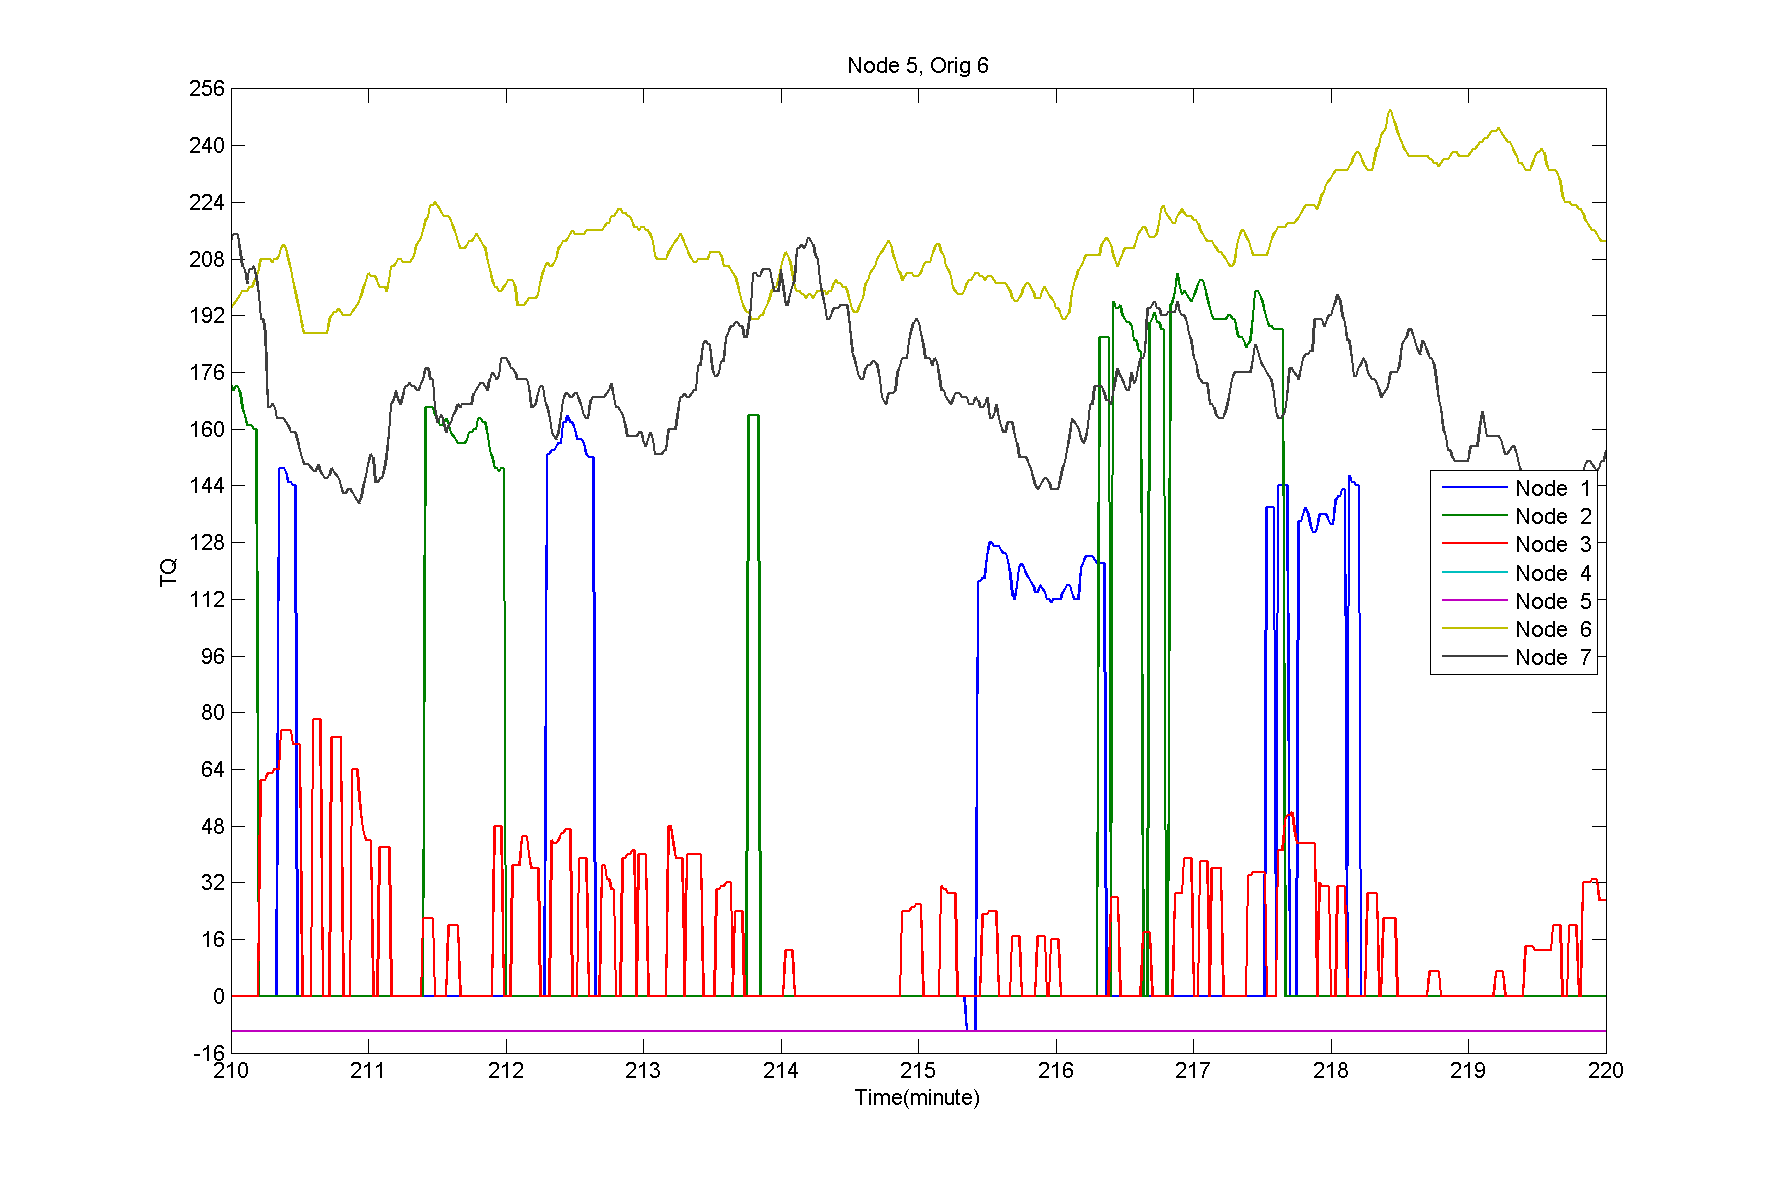 Node 5, Orig 6
256
240
224
208
192
176
160
144
128
112
96
80
64
48
32
16
0
-16
TQ
Node 1
Node 2
Node 3
Node 4
Node 5
Node 6
Node 7
210 211 212 213 214 215 216 217 218 219 220
Time(minute)